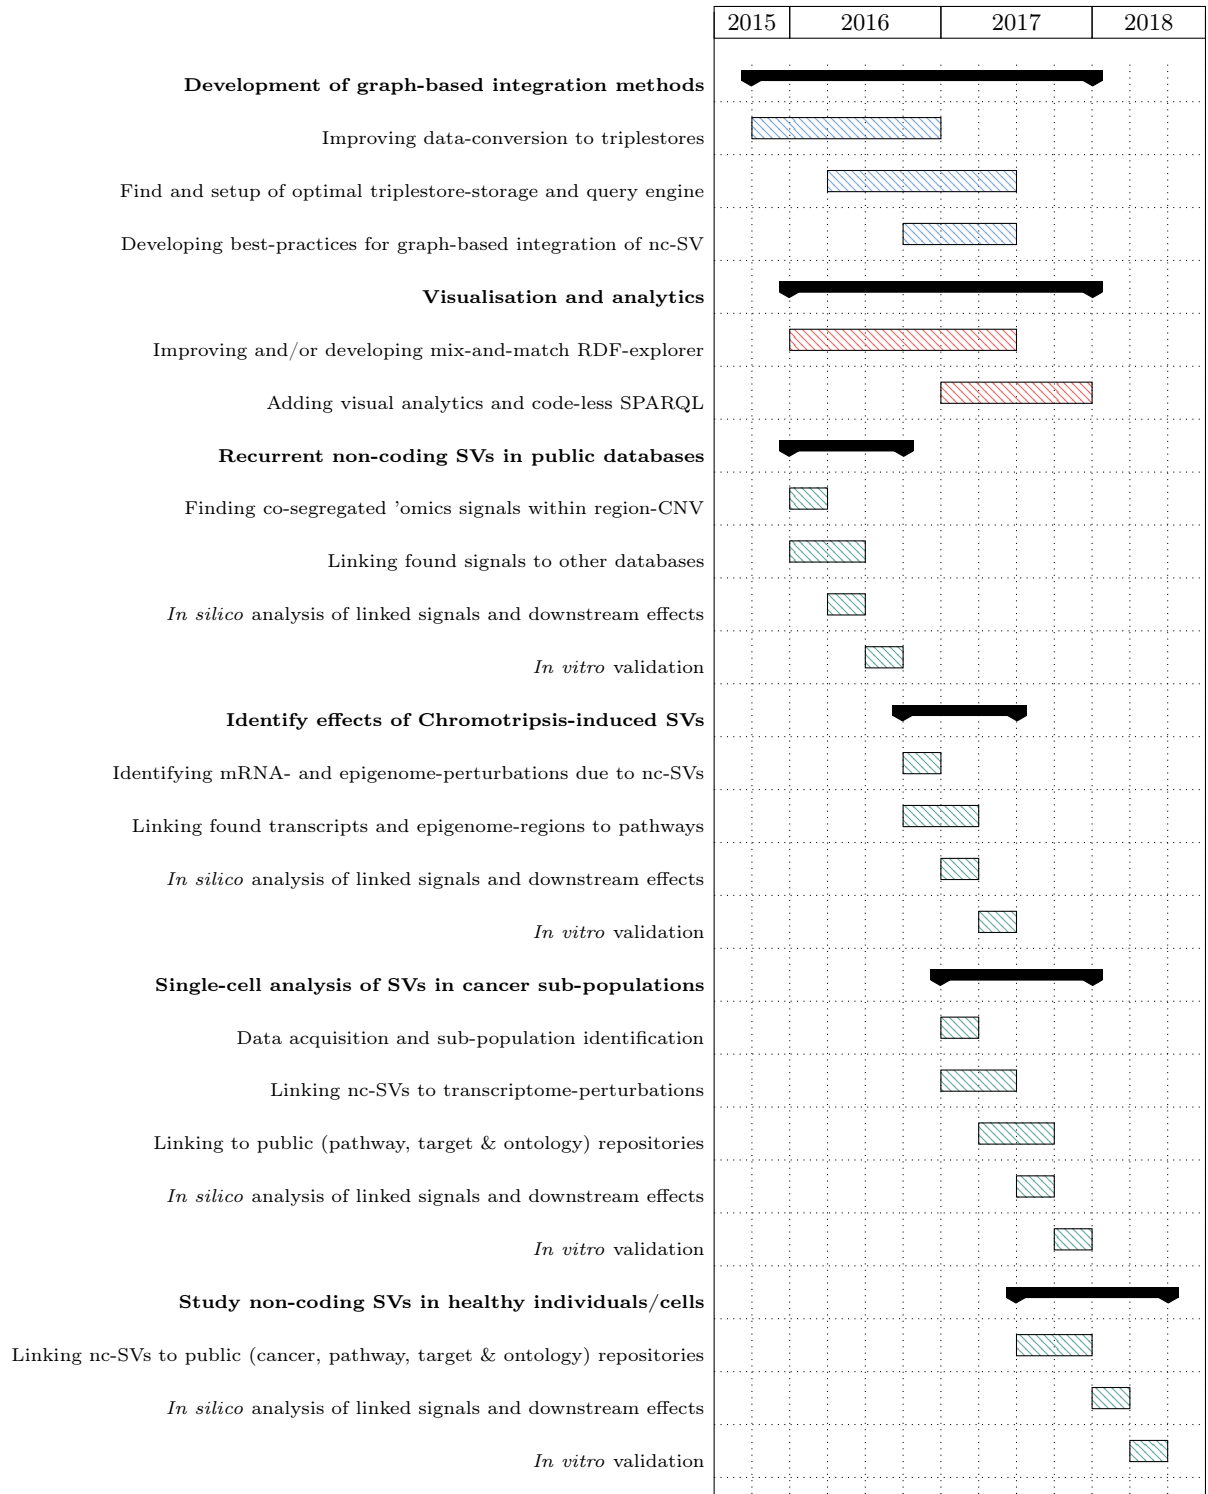 2015 2016 2017 2018
Development of graph-based integration methods
Improving data-conversion to triplestores
Find and setup of optimal triplestore-storage and query engine
Developing best-practices for graph-based integration of nc-SV
Visualisation and analytics
Improving and/or developing mix-and-match RDF-explorer
Adding visual analytics and code-less SPARQL
Recurrent non-coding SVs in public databases
Finding co-segregated ’omics signals within region-CNV
Linking found signals to other databases
In silico analysis of linked signals and downstream effects
In vitro validation
Identify effects of Chromotripsis-induced SVs
Identifying mRNA- and epigenome-perturbations due to nc-SVs
Linking found transcripts and epigenome-regions to pathways
In silico analysis of linked signals and downstream effects
In vitro validation
Single-cell analysis of SVs in cancer sub-populations
Data acquisition and sub-population identification
Linking nc-SVs to transcriptome-perturbations
Linking to public (pathway, target & ontology) repositories
In silico analysis of linked signals and downstream effects
In vitro validation
Study non-coding SVs in healthy individuals/cells
Linking nc-SVs to public (cancer, pathway, target & ontology) repositories
In silico analysis of linked signals and downstream effects
In vitro validation